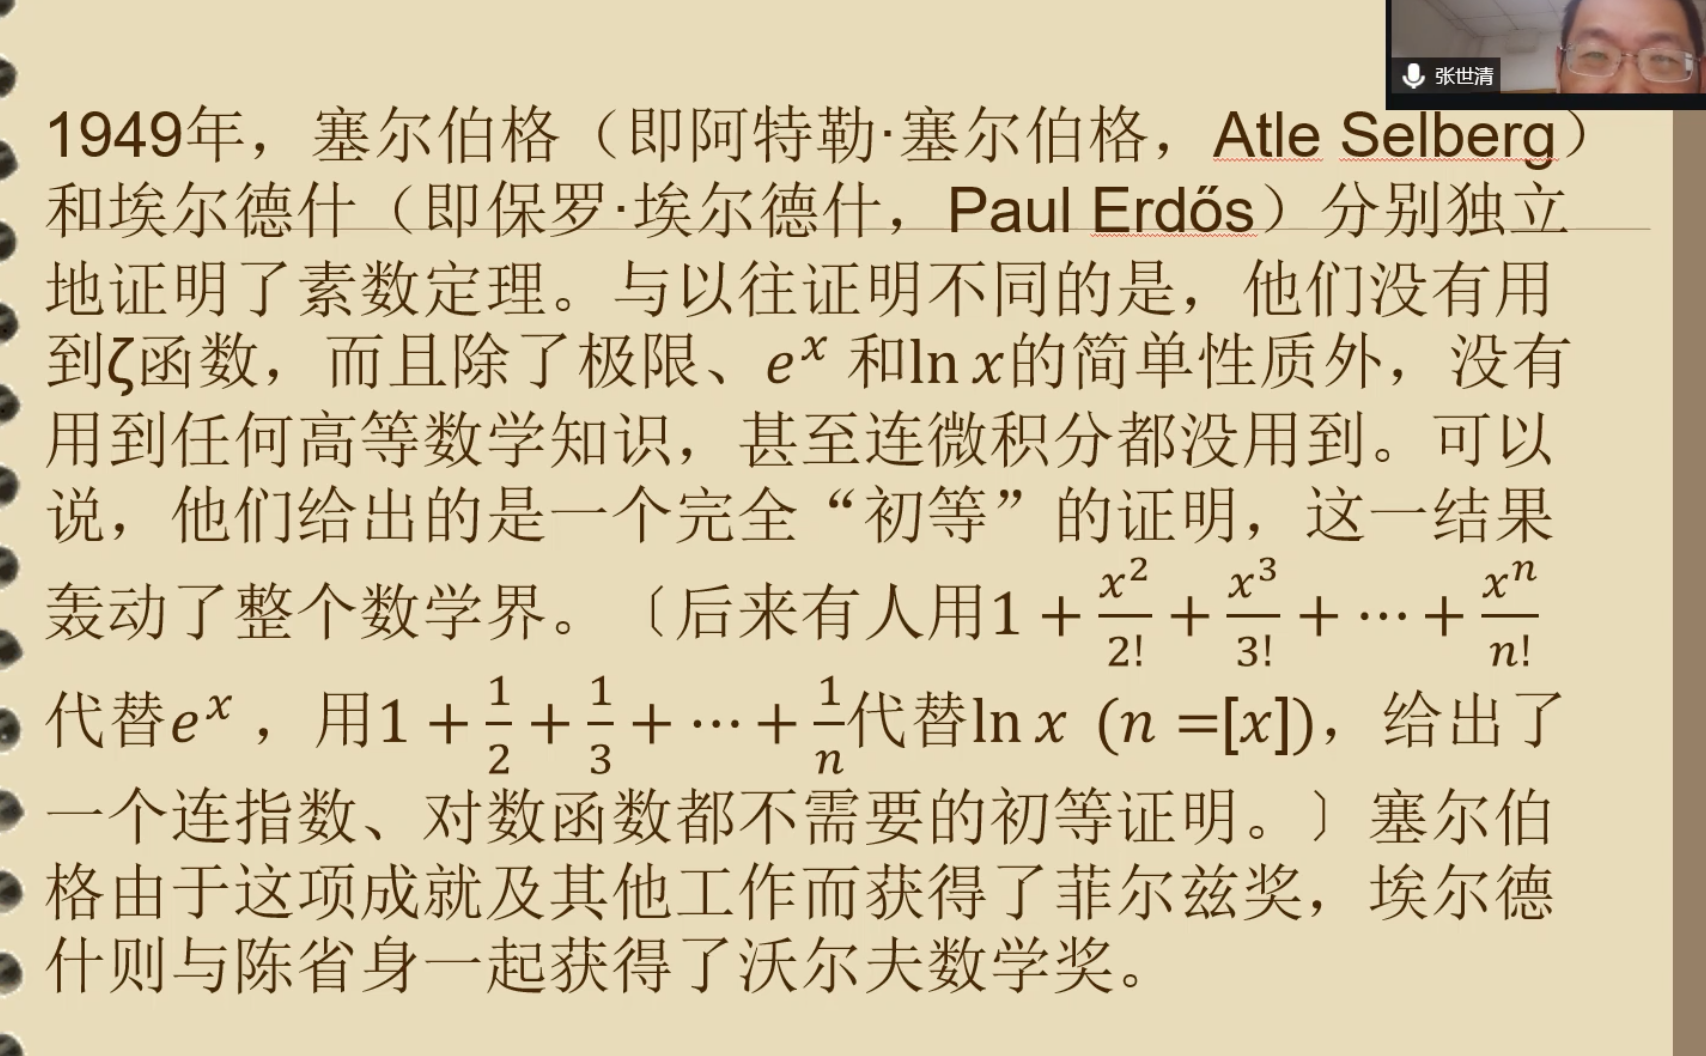 张世清
1949年，塞尔伯格（即阿特勒·塞尔伯格，Atle Selberg）
和埃尔德什（即保罗·埃尔德什，Paul Erdős）分别独立
地证明了素数定理。与以往证明不同的是，他们没有用
到ζ函数，而且除了极限、e^x 和ln x的简单性质外，没有
用到任何高等数学知识，甚至连微积分都没用到。可以
说，他们给出的是一个完全“初等”的证明，这一结果
轰动了整个数学界。〔后来有人用1 + x^2/2! + x^3/3! + ⋯ + x^n/n!
代替e^x ，用1 + 1/2 + 1/3 + ⋯ + 1/n代替ln x (n =[x])，给出了
一个连指数、对数函数都不需要的初等证明。〕塞尔伯
格由于这项成就及其他工作而获得了菲尔兹奖，埃尔德
什则与陈省身一起获得了沃尔夫数学奖。